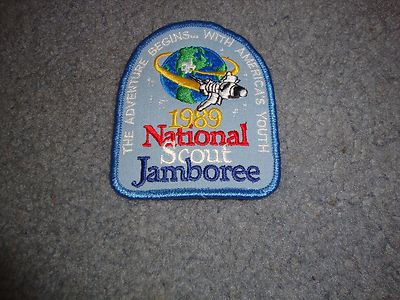 THE ADVENTURE BEGINS... WITH AMERICA'S YOUTH
1989
National
Scout
Jamboree